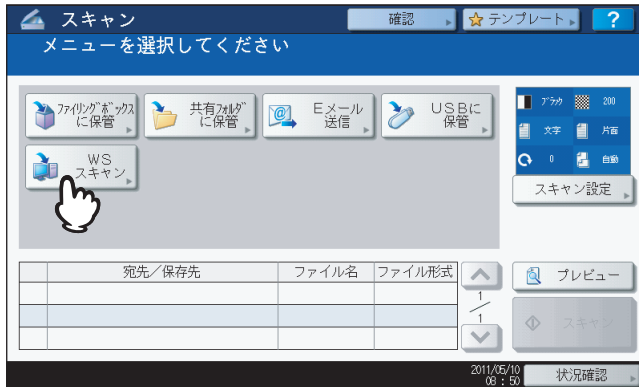 スキャン
確認
テンプレート
?
メニューを選択してください
ファイリングボックス
に保管
共有フォルダ
に保管
Eメール
送信
USBに
保管
WS
スキャン
ブラック
200
文字
片面
0
自動
スキャン設定
宛先/保存先
ファイル名
ファイル形式
1
1
プレビュー
スキャン
2011/05/10
08:50
状況確認